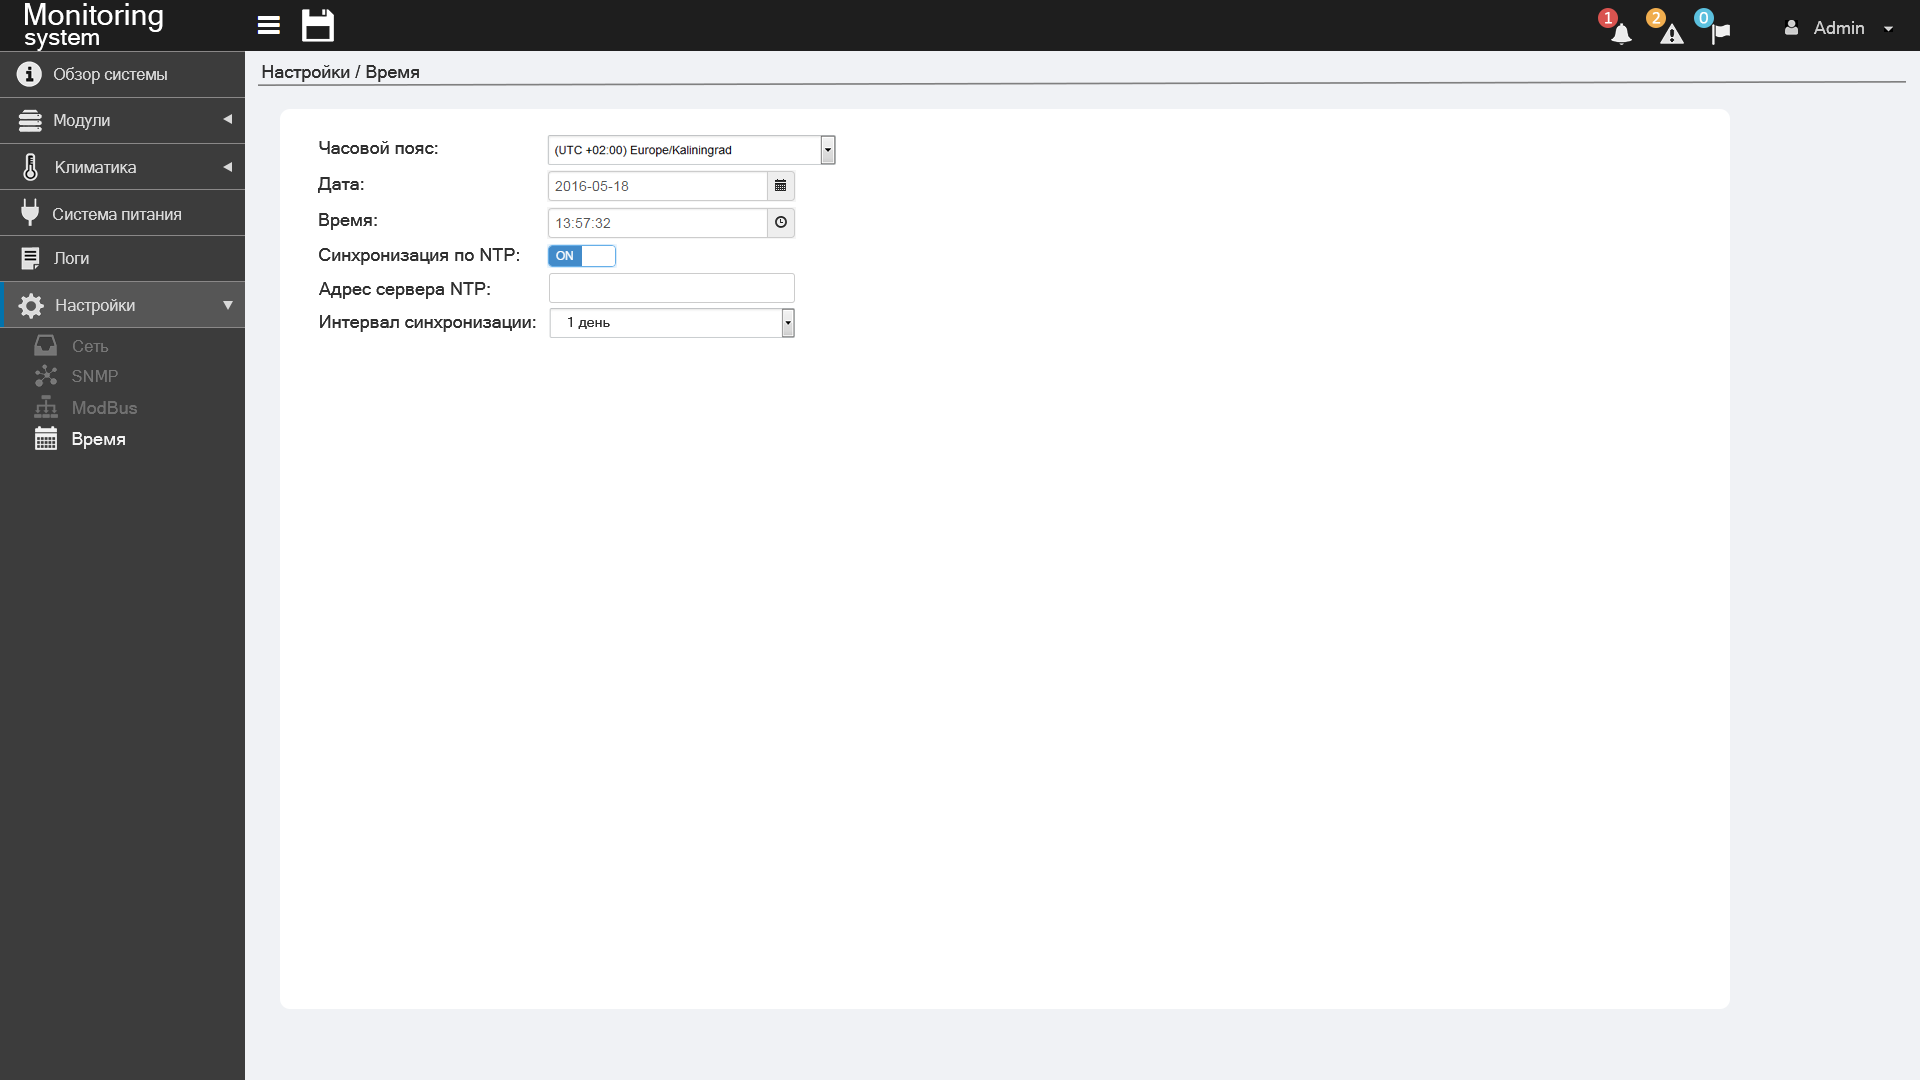 Monitoring
system
1
2
0
Admin
Обзор системы
Модули
Климатика
Система питания
Логи
Настройки
Сеть
SNMP
ModBus
Время
Настройки / Время
Часовой пояс:
(UTC +02:00) Europe/Kaliningrad
Дата:
2016-05-18
Время:
13:57:32
Синхронизация по NTP:
ON
Адрес сервера NTP:
Интервал синхронизации:
1 день